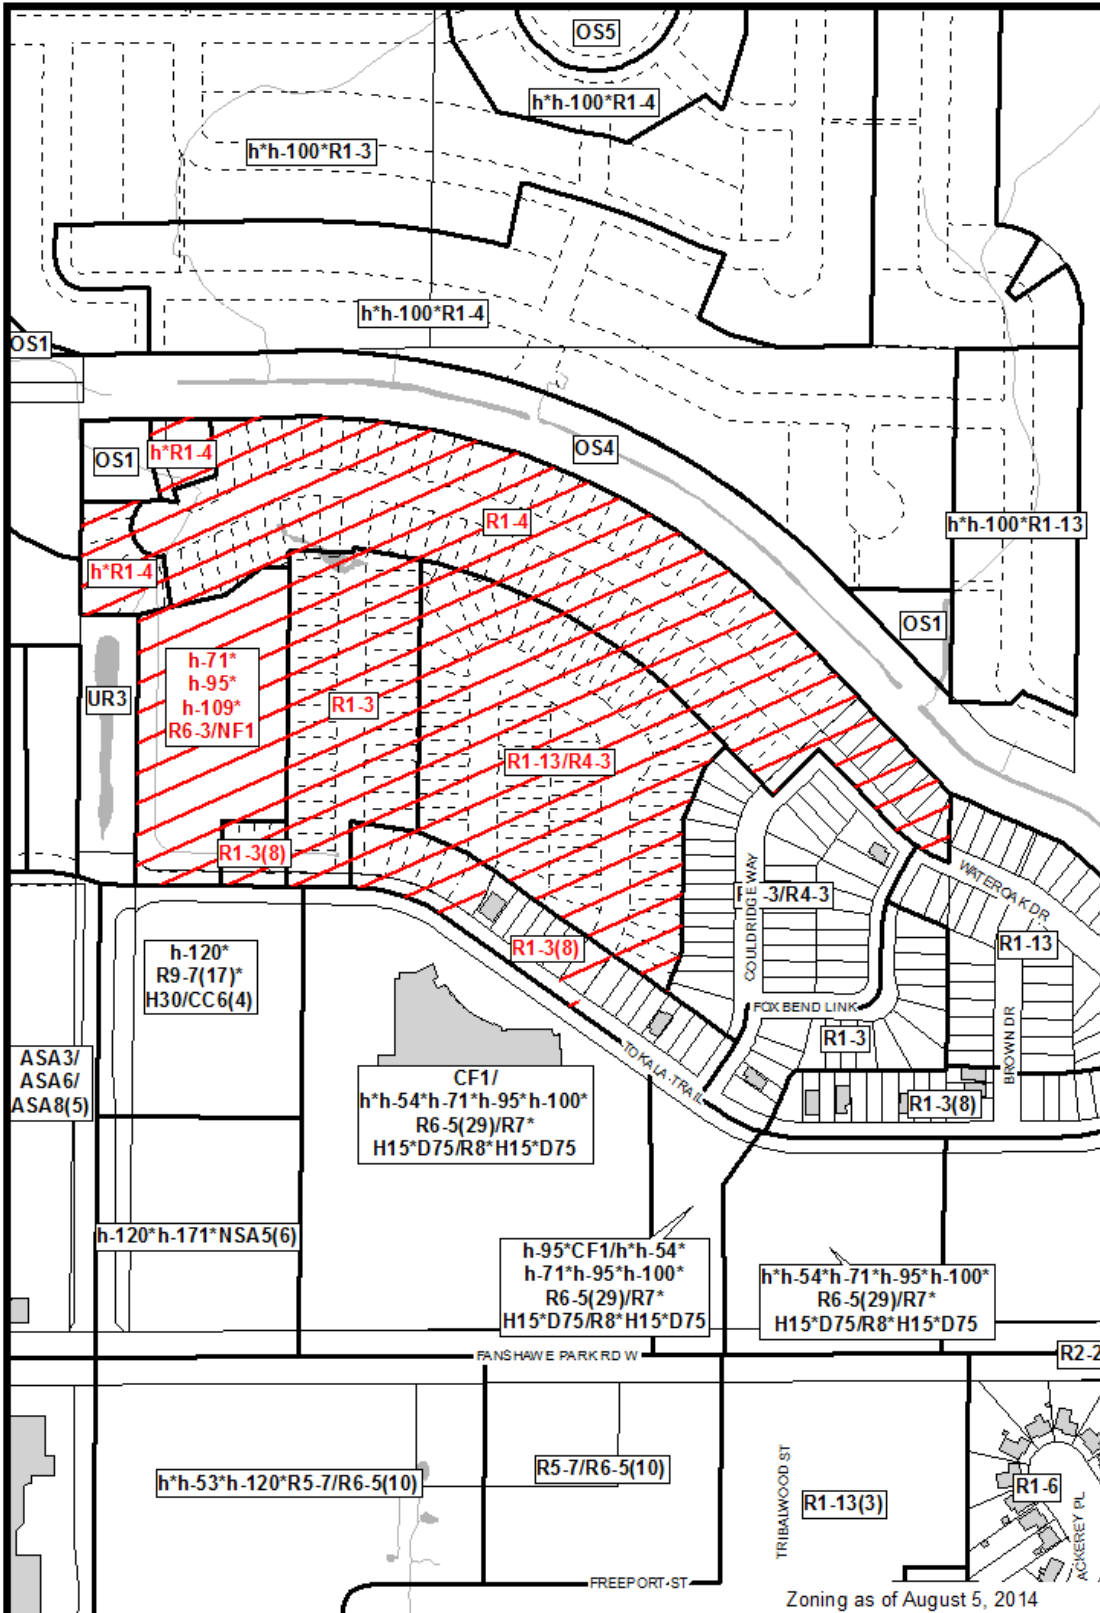 OS5
h*h-100*R1-4
h*h-100*R1-3
h*h-100*R1-4
OS1
OS1
h*R1-4
OS4
R1-4
h*h-100*R1-13
h*R1-4
OS1
h-71*
h-95*
h-109*
R6-3/NF1
UR3
R1-3
R1-13/R4-3
R1-3(8)
WATEROAK DR
COULDRIDGE WAY
-3/R4-3
R1-13
R1-3(8)
h-120*
R9-7(17)*
H30/CC6(4)
FOX BEND LINK
R1-3
BROWN DR
TOKALA TRAIL
ASA3/
ASA6/
ASA8(5)
CF1/
h*h-54*h-71*h-95*h-100*
R6-5(29)/R7*
H15*D75/R8*H15*D75
R1-3(8)
h-120*h-171*NSA5(6)
h-95*CF1/h*h-54*
h-71*h-95*h-100*
R6-5(29)/R7*
H15*D75/R8*H15*D75
h*h-54*h-71*h-95*h-100*
R6-5(29)/R7*
H15*D75/R8*H15*D75
FANSHAWE PARK RD W
R2-2
h*h-53*h-120*R5-7/R6-5(10)
R5-7/R6-5(10)
TRIBALWOOD ST
R1-13(3)
R1-6
ACKEREY PL
FREEPORT ST
Zoning as of August 5, 2014